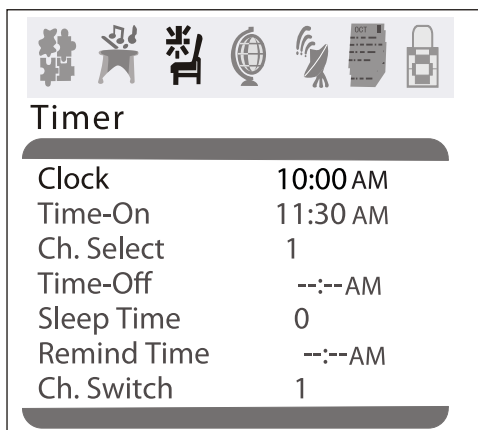 OCT
Timer
Clock 10:00 AM
Time-On 11:30 AM
Ch. Select 1
Time-Off --:-- AM
Sleep Time 0
Remind Time --:-- AM
Ch. Switch 1